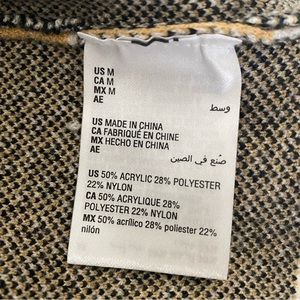 US M
CA M
MX M
AE وسط
US MADE IN CHINA
CA FABRIQUÉ EN CHINE
MX HECHO EN CHINA
AE صنع في الصين
US 50% ACRYLIC 28% POLYESTER
22% NYLON
CA 50% ACRYLIQUE 28%
POLYESTER 22% NYLON
MX 50% acrílico 28% poliester 22%
nilón